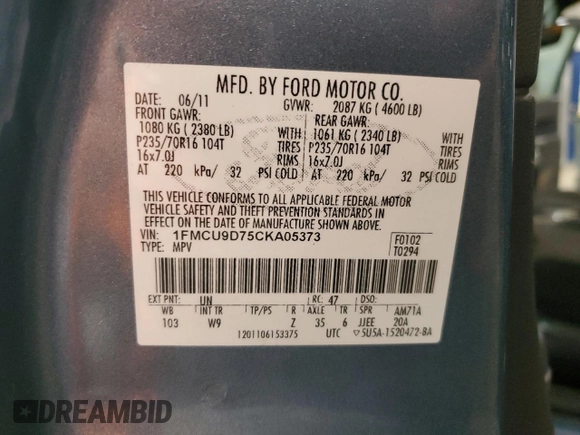 MFD. BY FORD MOTOR CO.
DATE: 06/11 GVWR: 2087 KG ( 4600 LB)
FRONT GAWR: REAR GAWR:
1080 KG ( 2380 LB) WITH 1061 KG ( 2340 LB) WITH
P235/70R16 104T TIRES P235/70R16 104T TIRES
16x7.0J RIMS 16x7.0J RIMS
AT 220 kPa/ 32 PSI COLD AT 220 kPa/ 32 PSI COLD
THIS VEHICLE CONFORMS TO ALL APPLICABLE FEDERAL MOTOR
VEHICLE SAFETY AND THEFT PREVENTION STANDARDS IN
EFFECT ON THE DATE OF MANUFACTURE SHOWN ABOVE.
VIN: 1FMCU9D75CKA05373 F0102
TYPE: MPV T0294
EXT PNT: UN RC: 47 DSO:
WB INT TR TP/PS R AXLE TR SPR AM71A
103 W9 Z 35 6 JJEE 20A
1201106153375 UTC ▽5U5A-1520472-BA
DREAMBID